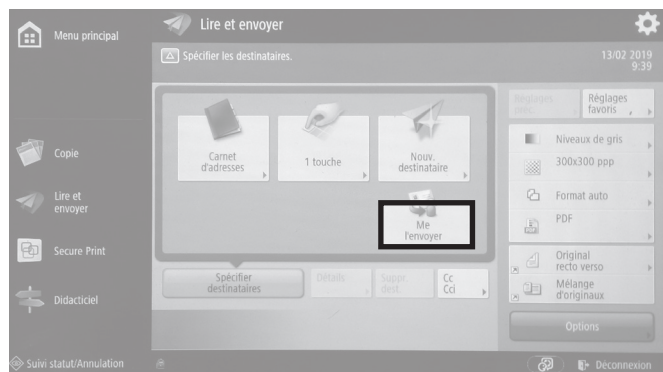 Menu principal
Lire et envoyer
Spécifier les destinataires.
13/02 2019
9:39
Copie
Lire et
envoyer
Secure Print
Didacticiel
Suivi statut/Annulation
Carnet
d'adresses
1 touche
Nouv.
destinataire
Me
l'envoyer
Spécifier
destinataires
Détails
Suppr.
dest.
Cc
Cci
Réglages
Réglages
favoris
Niveaux de gris
300x300 ppp
Format auto
PDF
Original
recto verso
Mélange
d'originaux
Options
Déconnexion